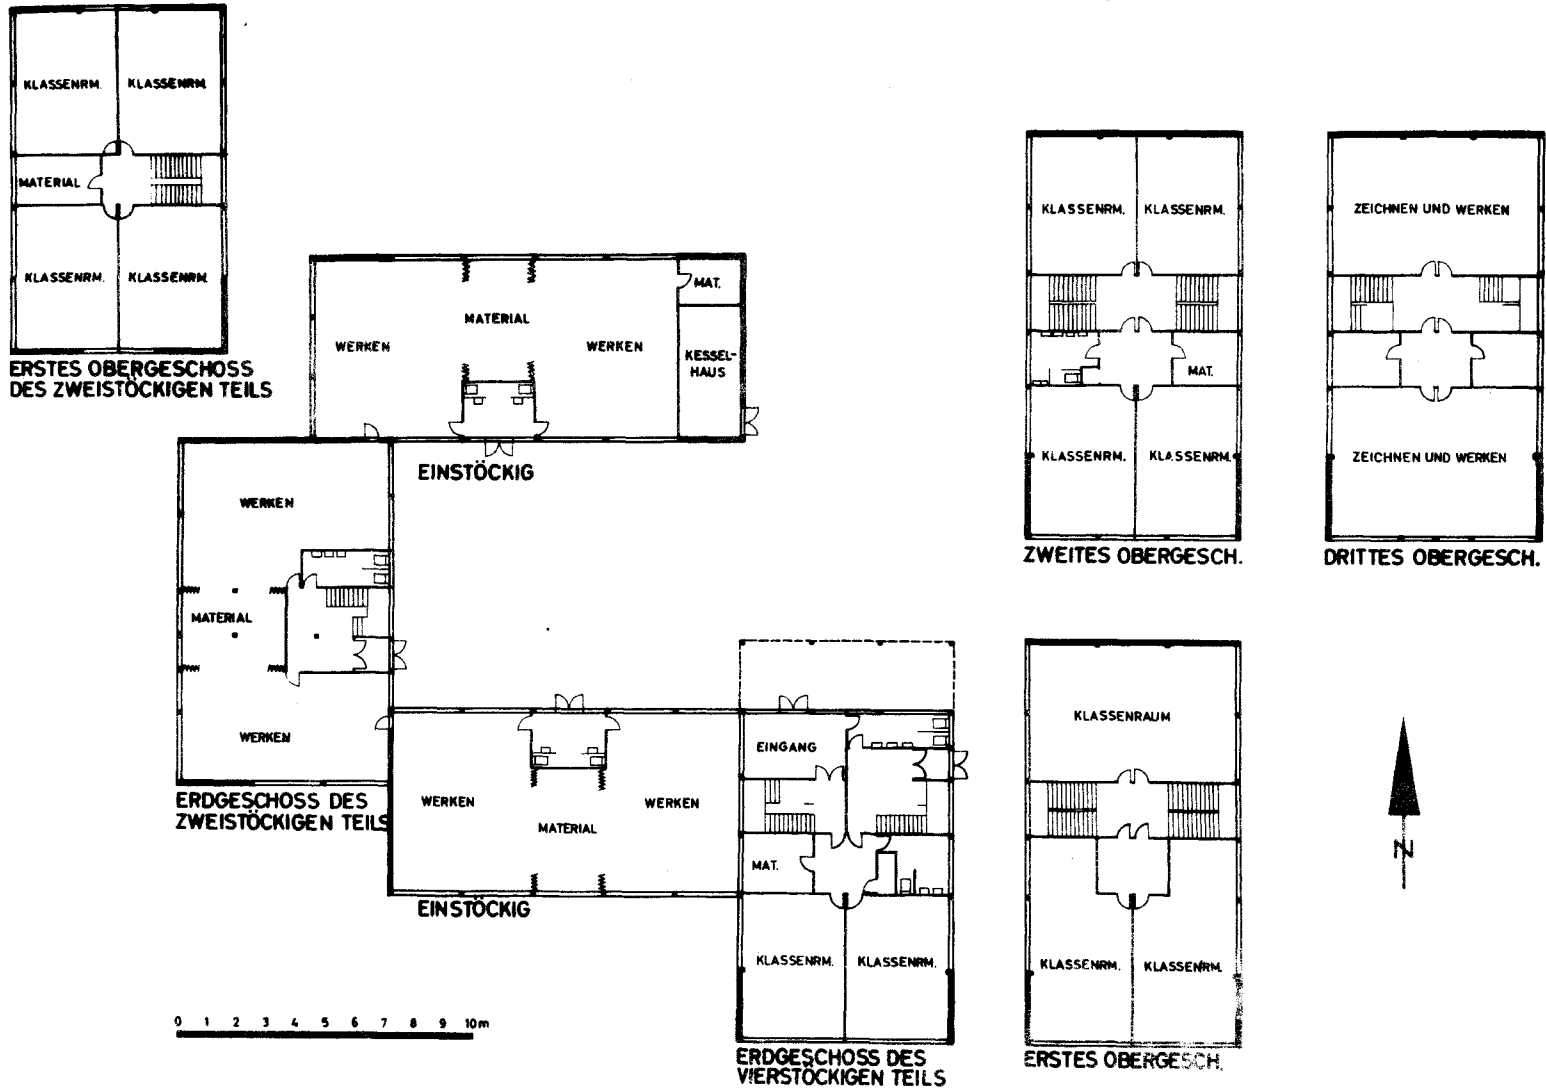 KLASSENRM. KLASSENRM.
MATERIAL
KLASSENRM. KLASSENRM.
ERSTES OBERGESCHOSS
DES ZWEISTÖCKIGEN TEILS
MAT.
MATERIAL
WERKEN WERKEN
KESSEL-
HAUS
EINSTÖCKIG
KLASSENRM. KLASSENRM.
MAT.
KLASSENRM. KLASSENRM.
ZWEITES OBERGESCH.
ZEICHNEN UND WERKEN
ZEICHNEN UND WERKEN
DRITTES OBERGESCH.
WERKEN
MATERIAL
WERKEN
ERDGESCHOSS DES
ZWEISTÖCKIGEN TEILS
WERKEN WERKEN
MATERIAL
EINSTÖCKIG
EINGANG
MAT.
KLASSENRM. KLASSENRM.
ERDGESCHOSS DES
VIERSTÖCKIGEN TEILS
KLASSENRAUM
KLASSENRM. KLASSENRM.
ERSTES OBERGESCH.
N
0 1 2 3 4 5 6 7 8 9 10m